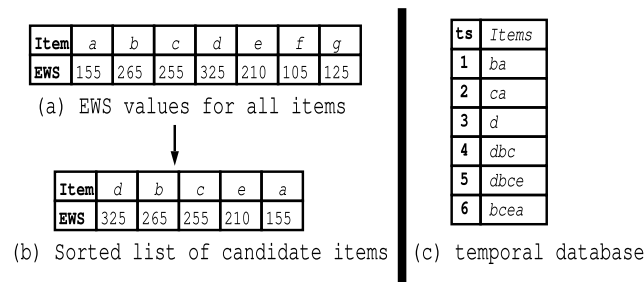 Item a b c d e f g
EWS 155 265 255 325 210 105 125
(a) EWS values for all items
Item d b c e a
EWS 325 265 255 210 155
(b) Sorted list of candidate items
ts Items
1 ba
2 ca
3 d
4 dbc
5 dbce
6 bcea
(c) temporal database